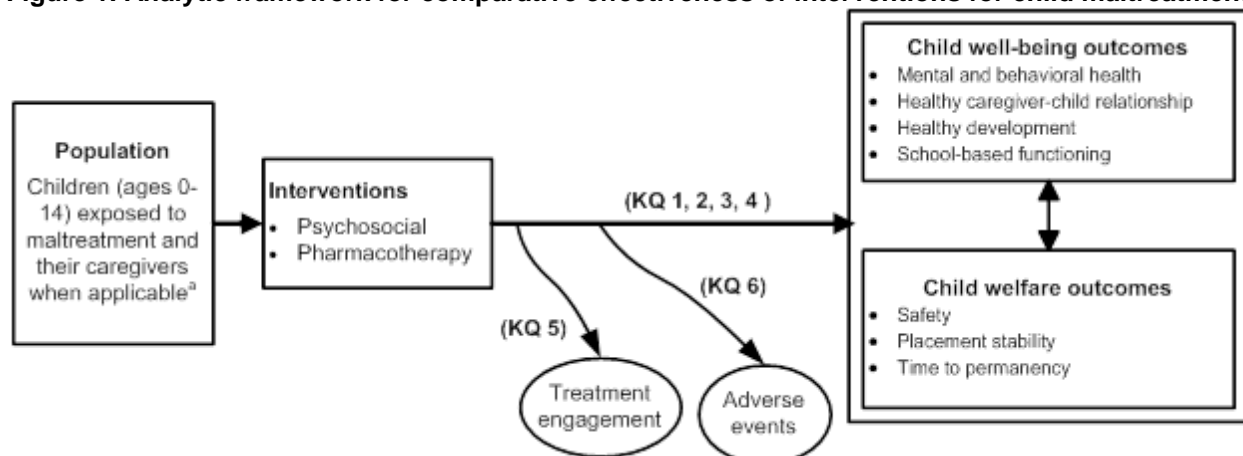 Figure 1. Analytic framework for comparative effectiveness of interventions for child maltreatment
Population
Children (ages 0-
14) exposed to
maltreatment and
their caregivers
when applicableᵃ
Interventions
• Psychosocial
• Pharmacotherapy
(KQ 1, 2, 3, 4 )
(KQ 5)
(KQ 6)
Treatment
engagement
Adverse
events
Child well-being outcomes
• Mental and behavioral health
• Healthy caregiver-child relationship
• Healthy development
• School-based functioning
Child welfare outcomes
• Safety
• Placement stability
• Time to permanency